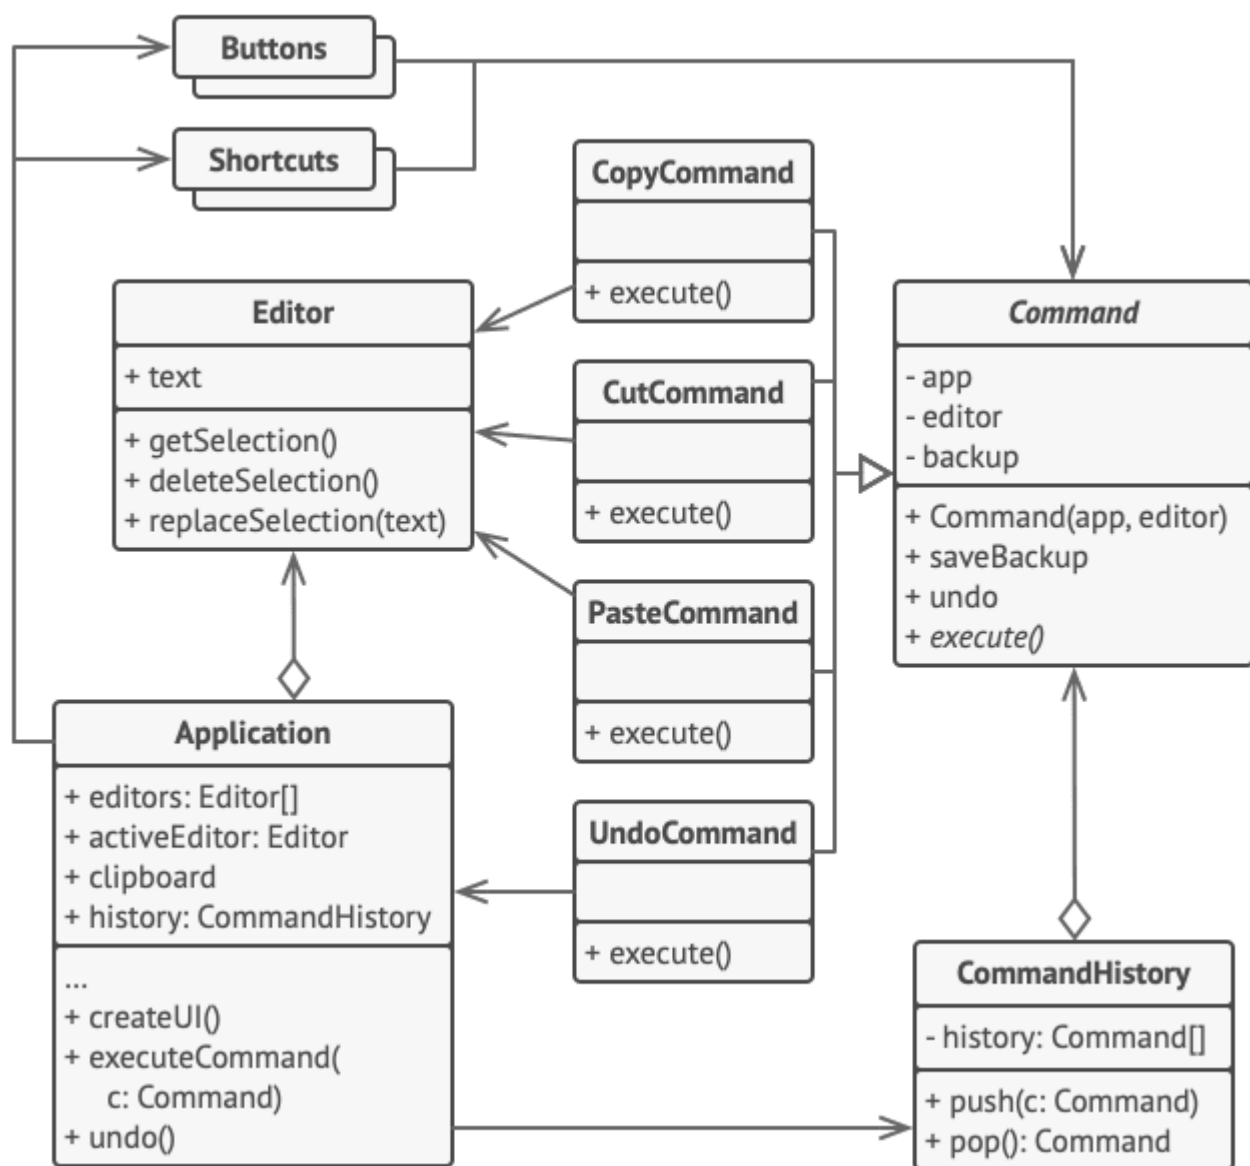 Buttons
Shortcuts
CopyCommand
+ execute()
Editor
+ text
+ getSelection()
+ deleteSelection()
+ replaceSelection(text)
CutCommand
+ execute()
Command
- app
- editor
- backup
+ Command(app, editor)
+ saveBackup
+ undo
+ execute()
PasteCommand
+ execute()
Application
+ editors: Editor[]
+ activeEditor: Editor
+ clipboard
+ history: CommandHistory
...
+ createUI()
+ executeCommand(
c: Command)
+ undo()
UndoCommand
+ execute()
CommandHistory
- history: Command[]
+ push(c: Command)
+ pop(): Command